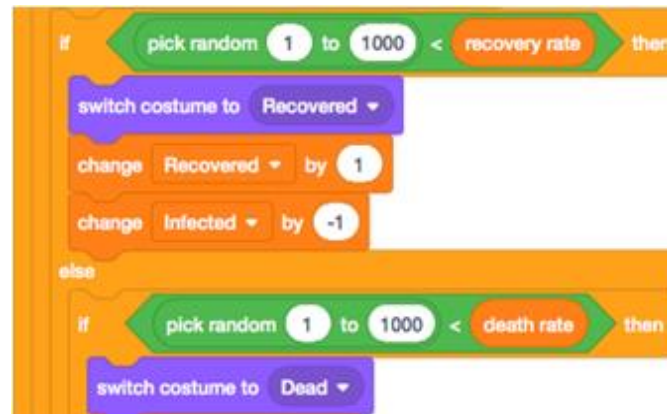 if pick random 1 to 1000 < recovery rate then
switch costume to Recovered
change Recovered by 1
change Infected by -1
else
if pick random 1 to 1000 < death rate then
switch costume to Dead